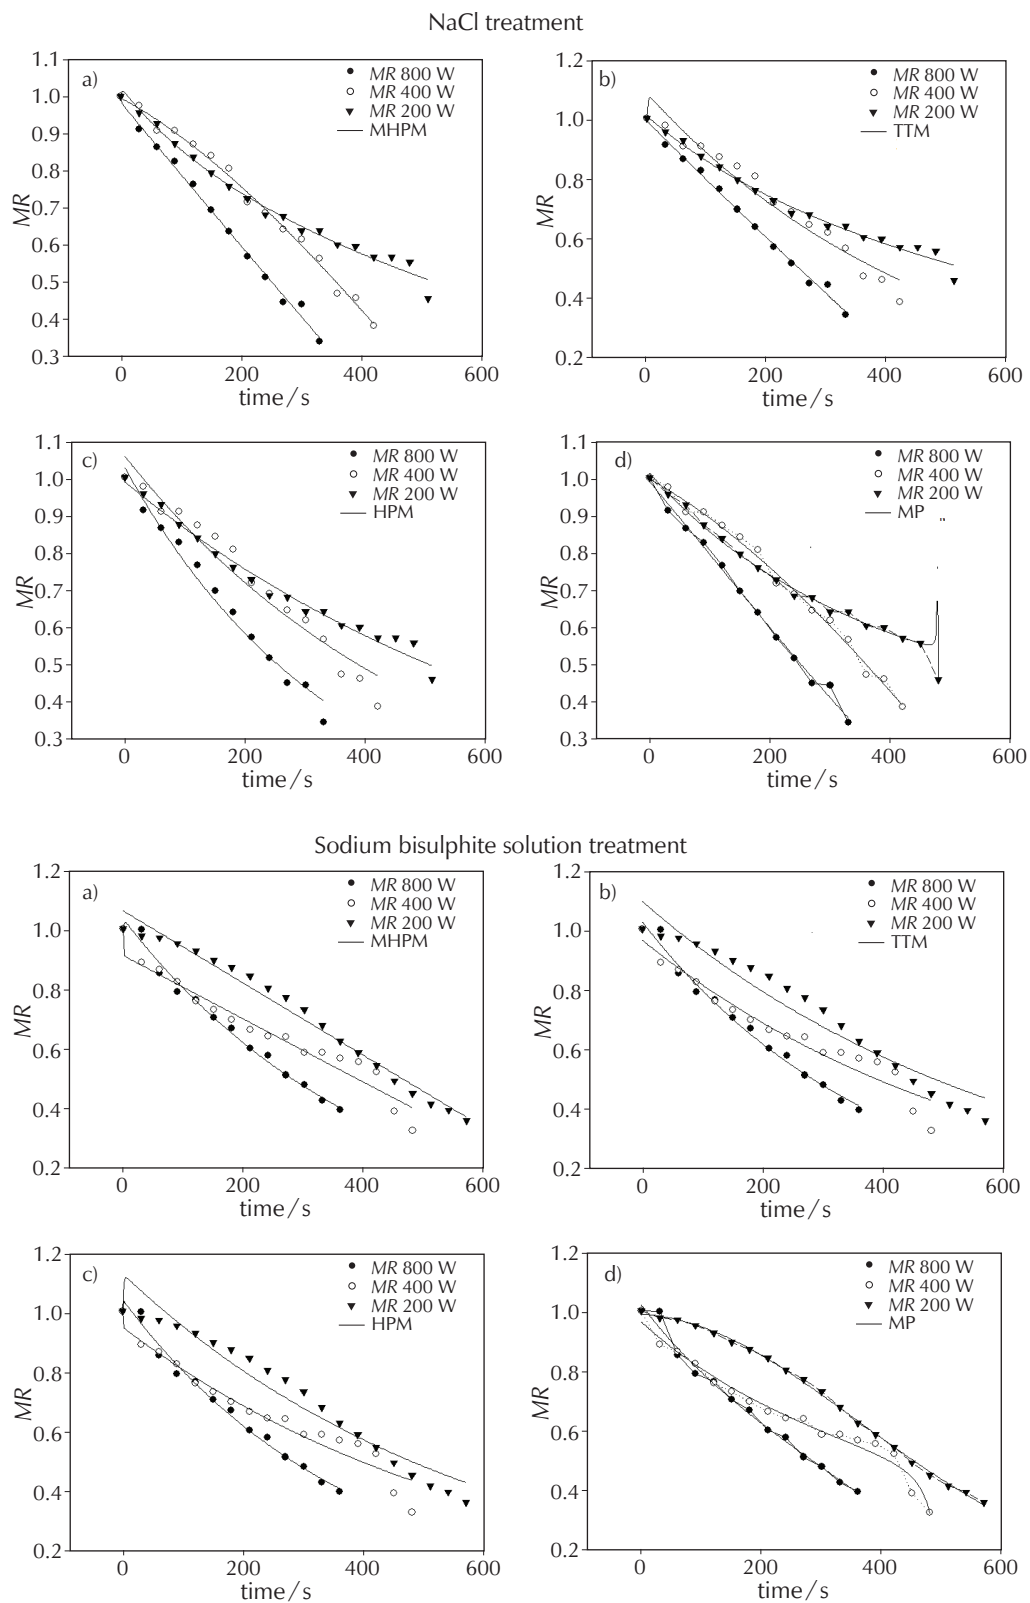 NaCl treatment
a)
MR 800 W
MR 400 W
MR 200 W
MHPM
1.1
1.0
0.9
0.8
0.7
0.6
0.5
0.4
0.3
MR
0 200 400 600
time/s
b)
MR 800 W
MR 400 W
MR 200 W
TTM
1.2
1.0
0.8
0.6
0.4
0.2
MR
0 200 400 600
time/s
c)
MR 800 W
MR 400 W
MR 200 W
HPM
1.1
1.0
0.9
0.8
0.7
0.6
0.5
0.4
0.3
MR
0 200 400 600
time/s
d)
MR 800 W
MR 400 W
MR 200 W
MP
1.1
1.0
0.9
0.8
0.7
0.6
0.5
0.4
0.3
MR
0 200 400 600
time/s
Sodium bisulphite solution treatment
a)
MR 800 W
MR 400 W
MR 200 W
MHPM
1.2
1.0
0.8
0.6
0.4
0.2
MR
0 200 400 600
time/s
b)
MR 800 W
MR 400 W
MR 200 W
TTM
1.2
1.0
0.8
0.6
0.4
0.2
MR
0 200 400 600
time/s
c)
MR 800 W
MR 400 W
MR 200 W
HPM
1.2
1.0
0.8
0.6
0.4
0.2
MR
0 200 400 600
time/s
d)
MR 800 W
MR 400 W
MR 200 W
MP
1.2
1.0
0.8
0.6
0.4
0.2
MR
0 200 400 600
time/s